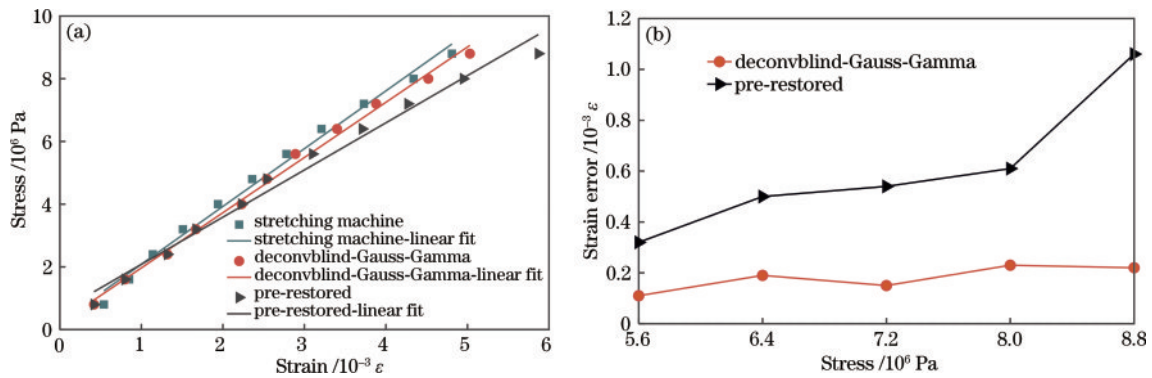 (a)
10
8
6
4
2
0
Stress /10⁶ Pa
stretching machine
stretching machine-linear fit
deconvblind-Gauss-Gamma
deconvblind-Gauss-Gamma-linear fit
pre-restored
pre-restored-linear fit
0 1 2 3 4 5 6
Strain /10⁻³ ε
(b)
1.2
1.0
0.8
0.6
0.4
0.2
0
Strain error /10⁻³ ε
deconvblind-Gauss-Gamma
pre-restored
5.6 6.4 7.2 8.0 8.8
Stress /10⁶ Pa